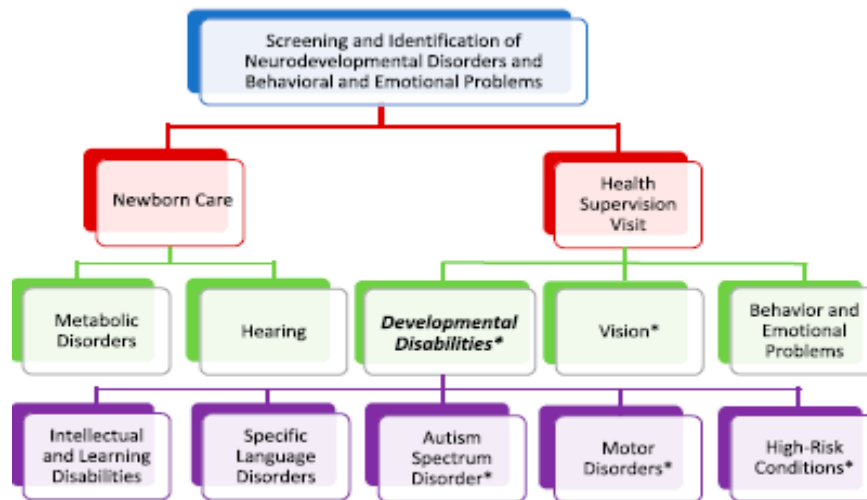 Screening and Identification of
Neurodevelopmental Disorders and
Behavioral and Emotional Problems
Newborn Care
Health
Supervision
Visit
Metabolic
Disorders
Hearing
Developmental
Disabilities*
Vision*
Behavior and
Emotional
Problems
Intellectual
and Learning
Disabilities
Specific
Language
Disorders
Autism
Spectrum
Disorder*
Motor
Disorders*
High-Risk
Conditions*